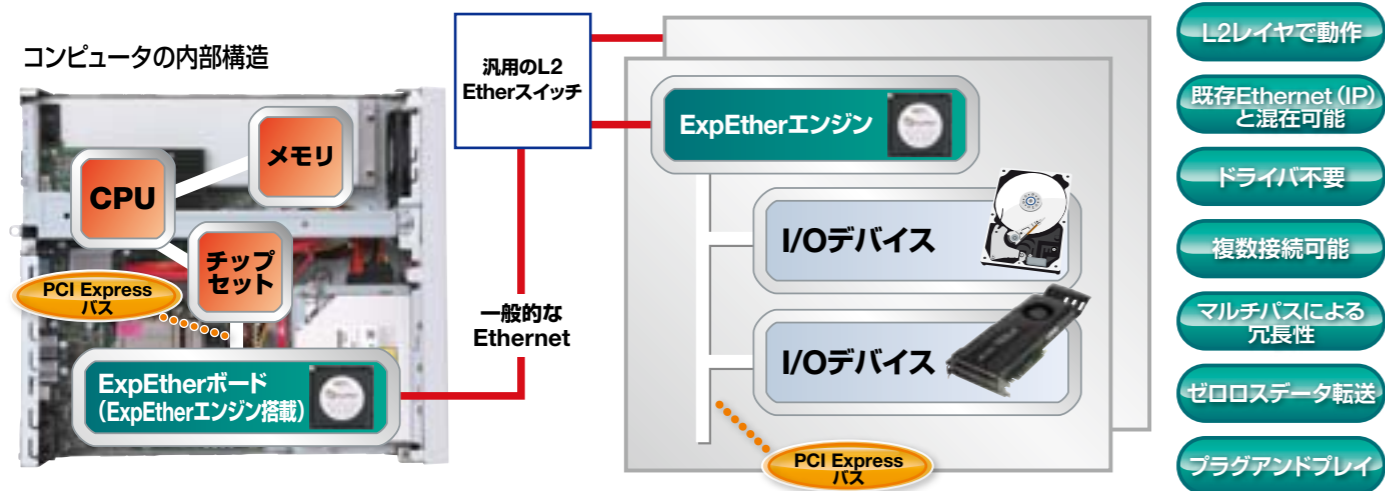 コンピュータの内部構造
CPU
メモリ
チップ
セット
PCI Express
バス
ExpEtherボード
(ExpEtherエンジン搭載)
汎用のL2
Etherスイッチ
一般的な
Ethernet
ExpEtherエンジン
I/Oデバイス
I/Oデバイス
PCI Express
バス
L2レイヤで動作
既存Ethernet(IP)
と混在可能
ドライバ不要
複数接続可能
マルチパスによる
冗長性
ゼロロスデータ転送
プラグアンドプレイ